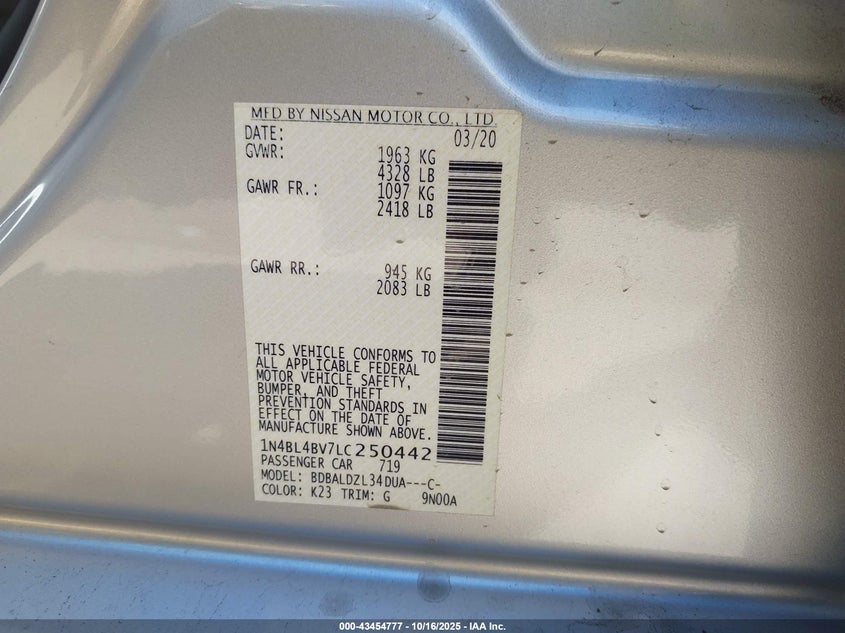 MFD BY NISSAN MOTOR CO., LTD.
DATE: 03/20
GVWR: 1963 KG
4328 LB
GAWR FR.: 1097 KG
2418 LB
GAWR RR.: 945 KG
2083 LB
THIS VEHICLE CONFORMS TO
ALL APPLICABLE FEDERAL
MOTOR VEHICLE SAFETY,
BUMPER, AND THEFT
PREVENTION STANDARDS IN
EFFECT ON THE DATE OF
MANUFACTURE SHOWN ABOVE.
1N4BL4BV7LC250442
PASSENGER CAR 719
MODEL: BDBALDZL34DUA---C-
COLOR: K23 TRIM: G 9N00A
000-43454777 - 10/16/2025 - IAA Inc.